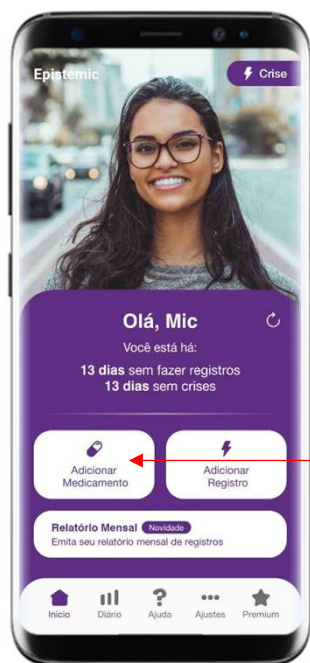 Epistemic
Crise
Olá, Mic
Você está há:
13 dias sem fazer registros
13 dias sem crises
Adicionar
Medicamento
Adicionar
Registro
Relatório Mensal Novidade
Emita seu relatório mensal de registros
Início Diário Ajuda Ajustes Premium